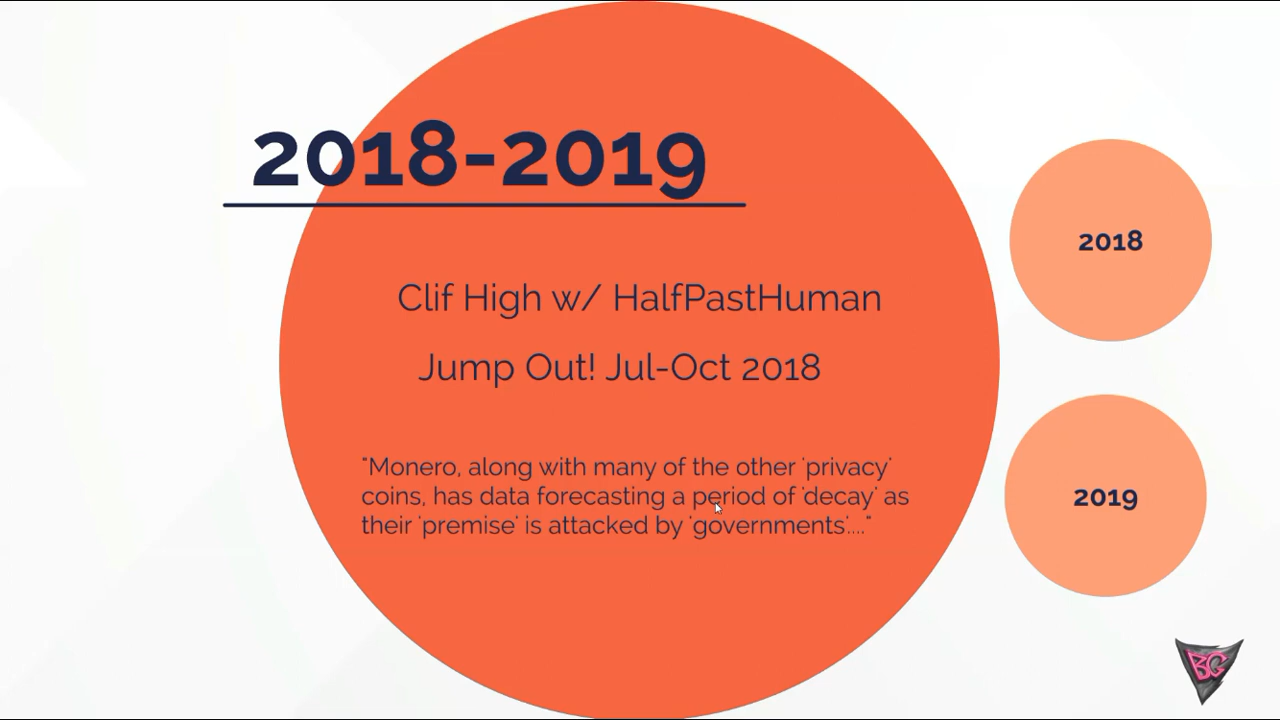 2018-2019
Clif High w/ HalfPastHuman
Jump Out! Jul-Oct 2018
"Monero, along with many of the other 'privacy'
coins, has data forecasting a period of 'decay' as
their 'premise' is attacked by 'governments'...."
2018
2019
BG